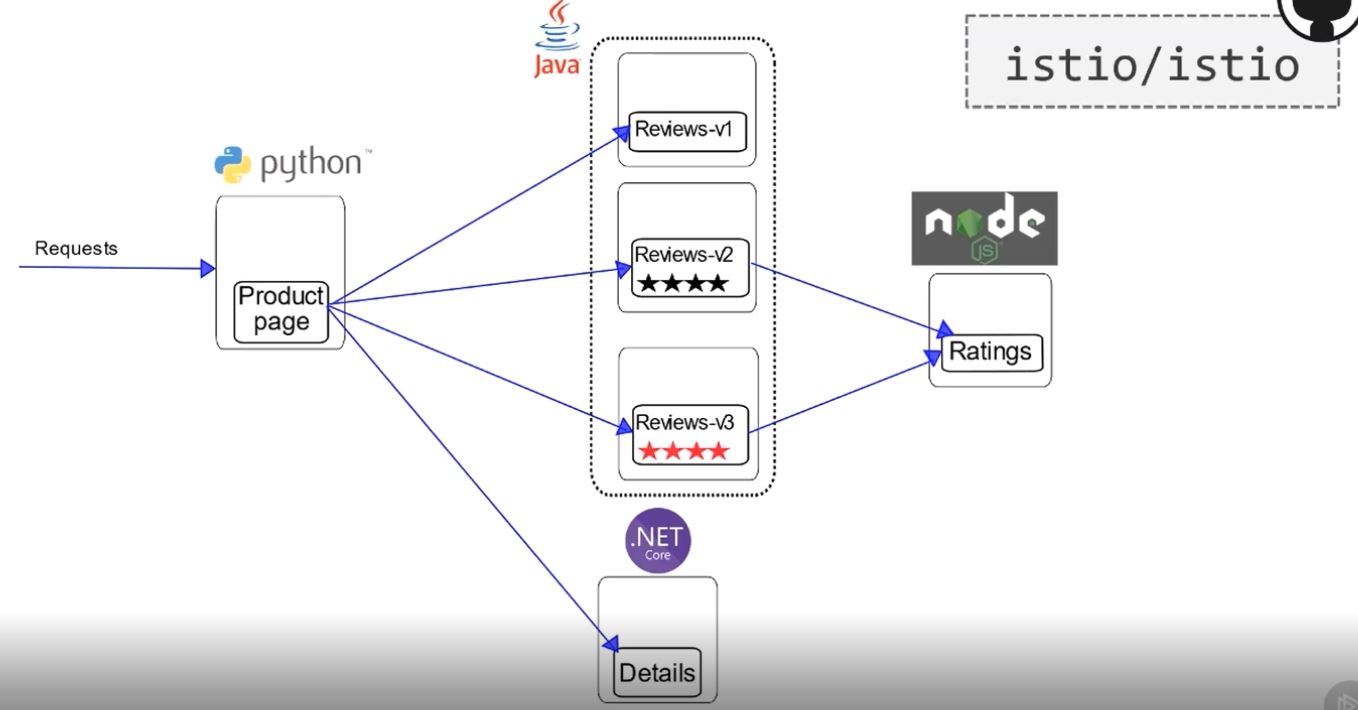 Java
istio/istio
Reviews-v1
python™
Requests
Product
page
Reviews-v2
node
JS
Ratings
Reviews-v3
.NET
Core
Details